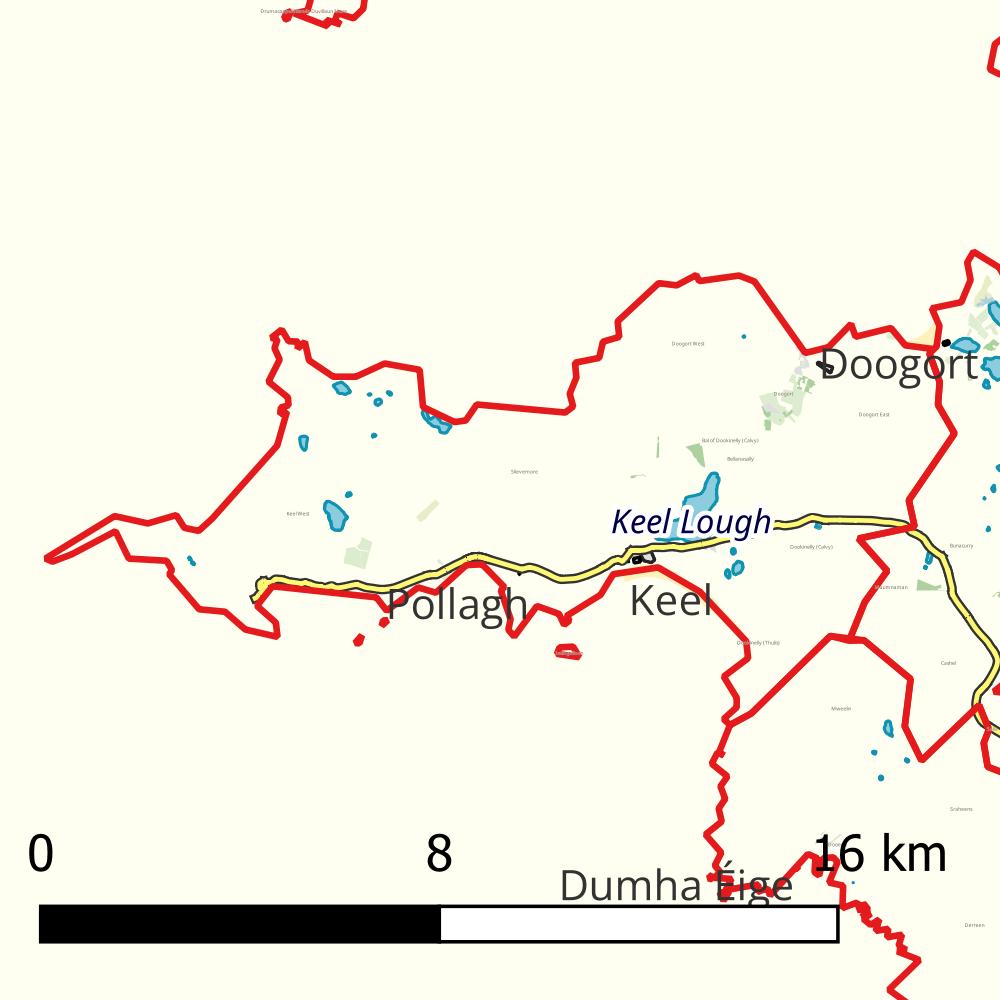 Doogort West
Doogort
Doogort
Doogort East
Bal of Dookinelly (Calvy)
Bellanasally
Slievemore
Keel West
Keel Lough
Dookinelly (Calvy)
Bunacurry
Pollagh
Keel
Dookinelly (Thulis)
Cashel
Mweelin
Sraheens
0
8
16 km
Dumha Éige
Derreen